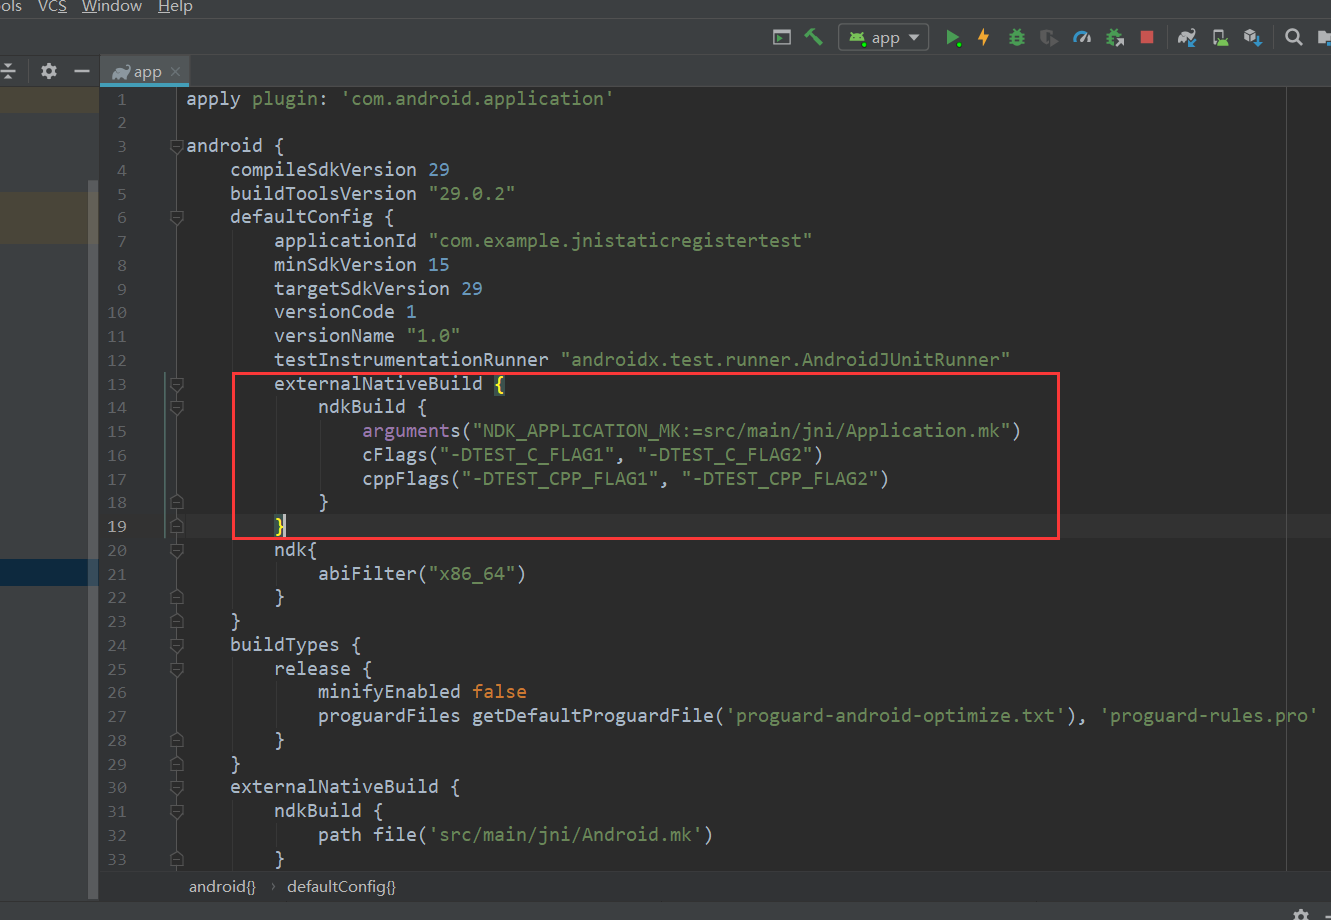 ols VCS Window Help
app
app
1 apply plugin: 'com.android.application'
2
3 android {
4 compileSdkVersion 29
5 buildToolsVersion "29.0.2"
6 defaultConfig {
7 applicationId "com.example.jnistaticregistertest"
8 minSdkVersion 15
9 targetSdkVersion 29
10 versionCode 1
11 versionName "1.0"
12 testInstrumentationRunner "androidx.test.runner.AndroidJUnitRunner"
13 externalNativeBuild {
14 ndkBuild {
15 arguments("NDK_APPLICATION_MK:=src/main/jni/Application.mk")
16 cFlags("-DTEST_C_FLAG1", "-DTEST_C_FLAG2")
17 cppFlags("-DTEST_CPP_FLAG1", "-DTEST_CPP_FLAG2")
18 }
19 }
20 ndk{
21 abiFilter("x86_64")
22 }
23 }
24 buildTypes {
25 release {
26 minifyEnabled false
27 proguardFiles getDefaultProguardFile('proguard-android-optimize.txt'), 'proguard-rules.pro'
28 }
29 }
30 externalNativeBuild {
31 ndkBuild {
32 path file('src/main/jni/Android.mk')
33 }
android{} › defaultConfig{}